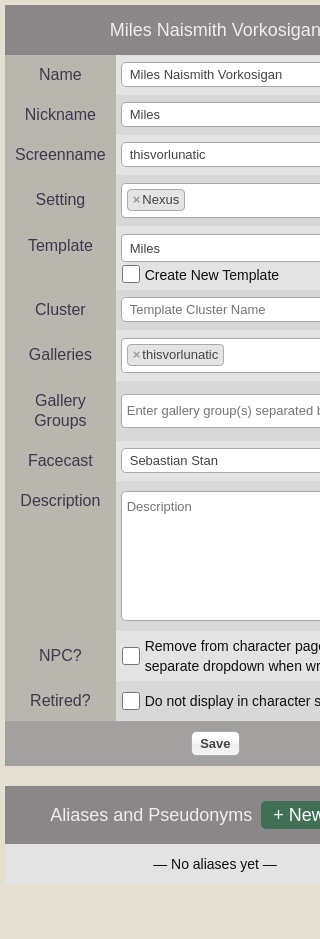 Miles Naismith Vorkosigan
Name
Miles Naismith Vorkosigan
Nickname
Miles
Screenname
thisvorlunatic
Setting
×Nexus
Template
Miles
Create New Template
Cluster
Template Cluster Name
Galleries
×thisvorlunatic
Gallery
Groups
Enter gallery group(s) separated
Facecast
Sebastian Stan
Description
Description
NPC?
Remove from character
separate dropdown when
Retired?
Do not display in character
Save
Aliases and Pseudonyms
+ New
— No aliases yet —